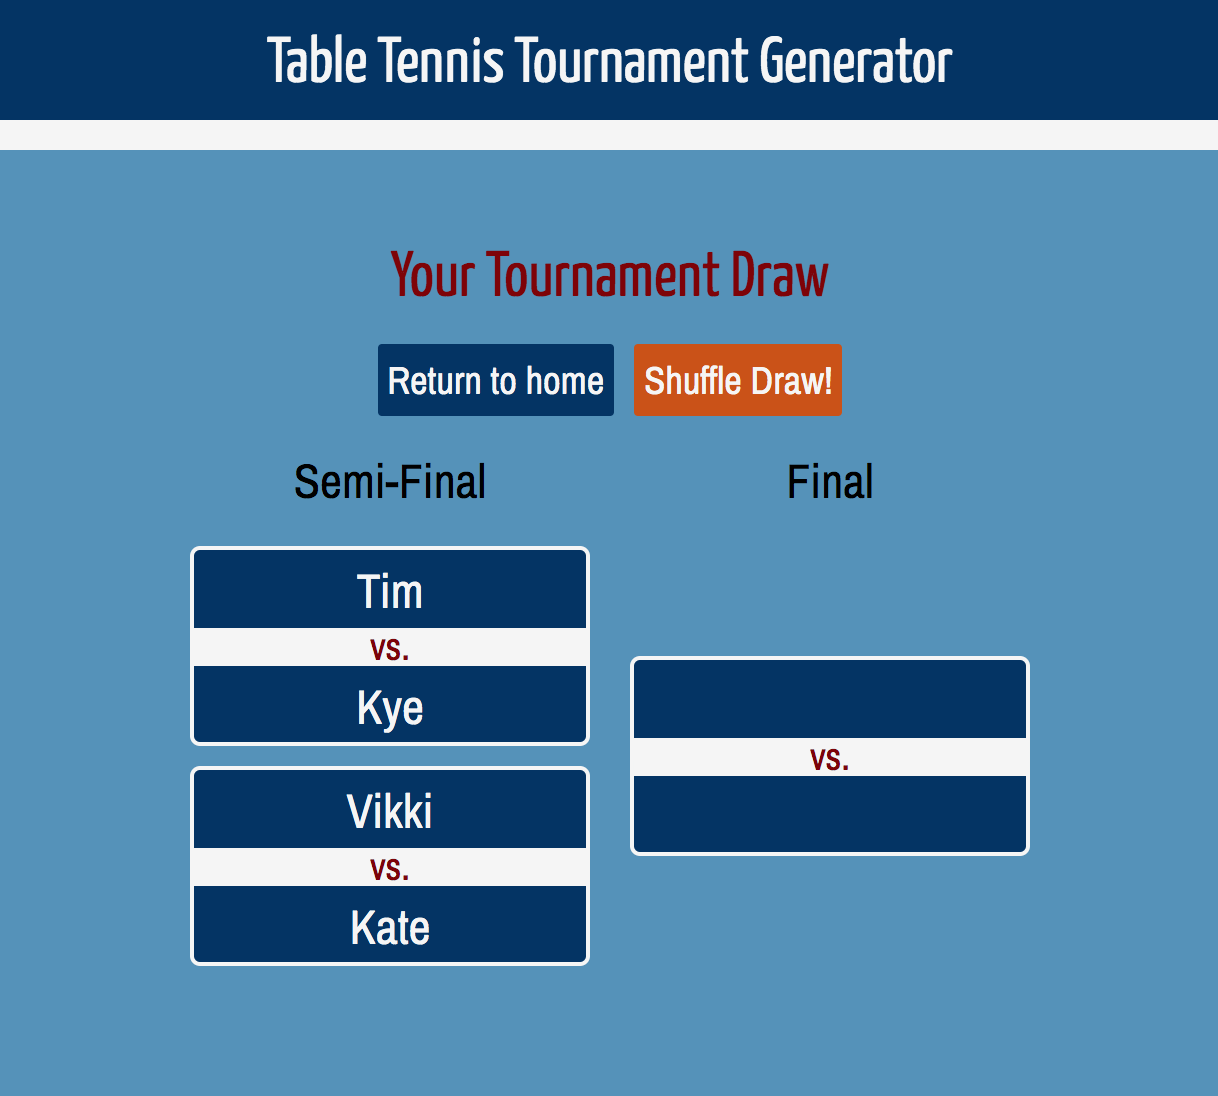 Table Tennis Tournament Generator
Your Tournament Draw
Return to home
Shuffle Draw!
Semi-Final
Final
Tim
vs.
Kye
Vikki
vs.
Kate
vs.